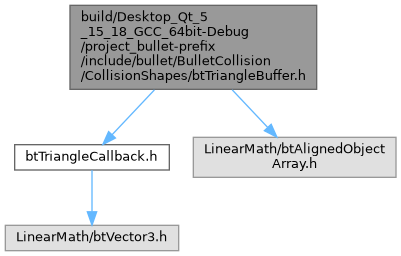 build/Desktop_Qt_5
_15_18_GCC_64bit-Debug
/project_bullet-prefix
/include/bullet/BulletCollision
/CollisionShapes/btTriangleBuffer.h
btTriangleCallback.h
LinearMath/btAlignedObject
Array.h
LinearMath/btVector3.h